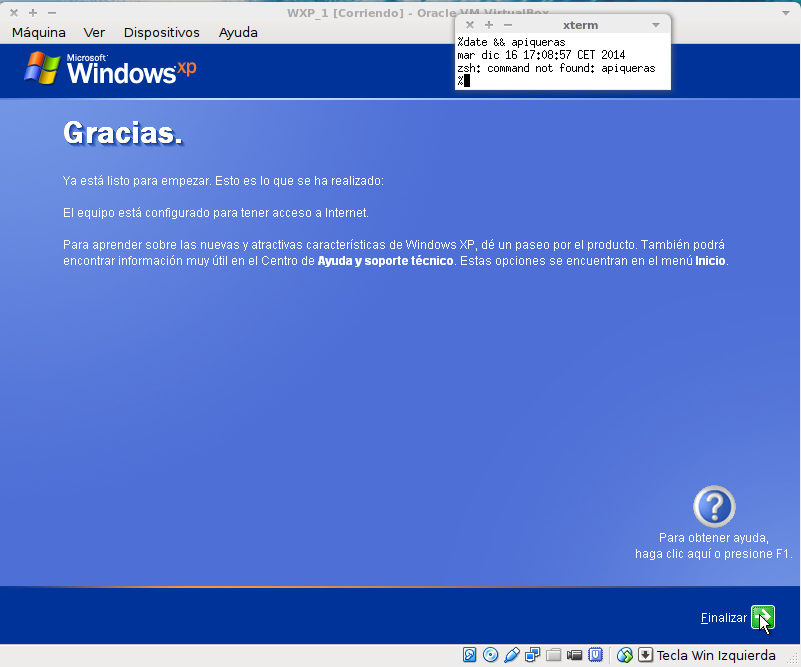 WXP_1 [Corriendo] - Oracle VM VirtualBox
Máquina Ver Dispositivos Ayuda
xterm
%date && apiqueras
mar dic 16 17:08:57 CET 2014
zsh: command not found: apiqueras
%
Microsoft
Windows xp
Gracias.
Ya está listo para empezar. Esto es lo que se ha realizado:
El equipo está configurado para tener acceso a Internet.
Para aprender sobre las nuevas y atractivas características de Windows XP, dé un paseo por el producto. También podrá
encontrar información muy útil en el Centro de Ayuda y soporte técnico. Estas opciones se encuentran en el menú Inicio.
Para obtener ayuda,
haga clic aquí o presione F1.
Finalizar
Tecla Win Izquierda